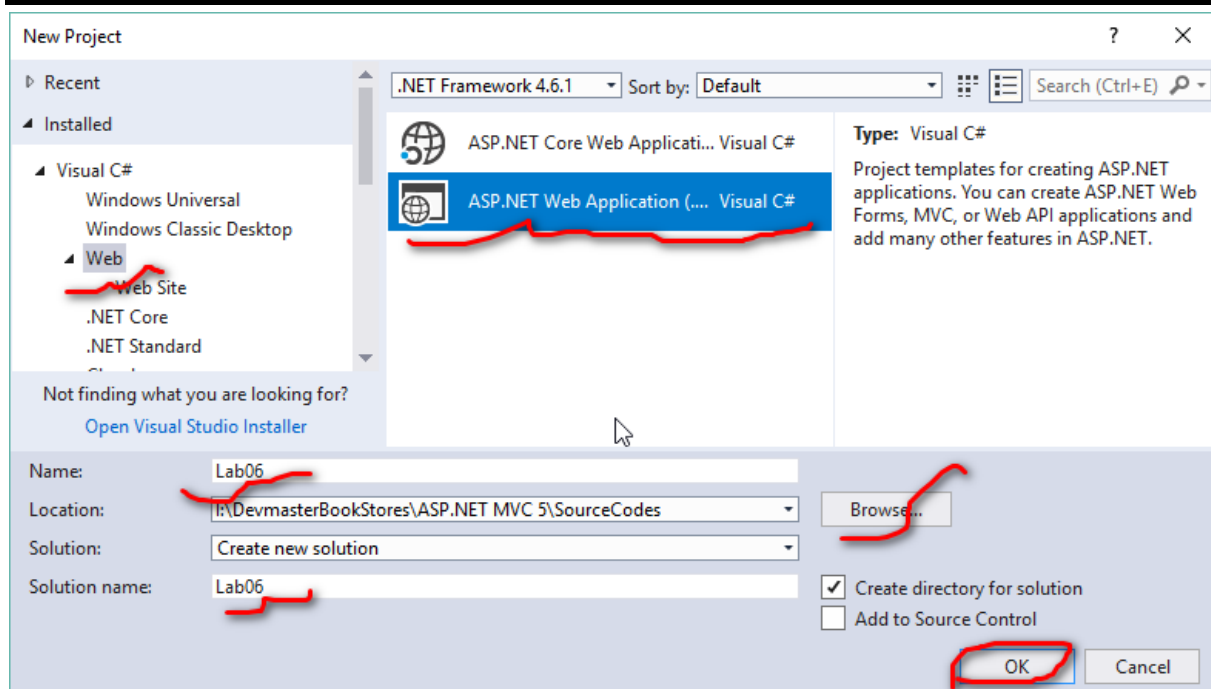 New Project
?
Recent
Installed
Visual C#
Windows Universal
Windows Classic Desktop
Web
Web Site
.NET Core
.NET Standard
Not finding what you are looking for?
Open Visual Studio Installer
.NET Framework 4.6.1
Sort by:
Default
Search (Ctrl+E)
ASP.NET Core Web Applicati... Visual C#
ASP.NET Web Application (.... Visual C#
Type: Visual C#
Project templates for creating ASP.NET
applications. You can create ASP.NET Web
Forms, MVC, or Web API applications and
add many other features in ASP.NET.
Name:
Lab06
Location:
I:\DevmasterBookStores\ASP.NET MVC 5\SourceCodes
Browse...
Solution:
Create new solution
Solution name:
Lab06
Create directory for solution
Add to Source Control
OK
Cancel